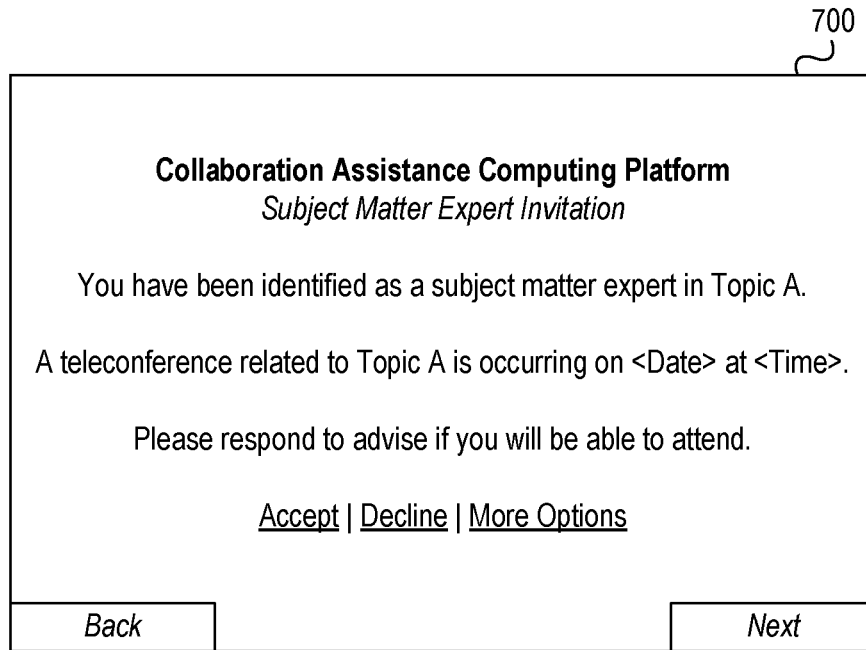 700
Collaboration Assistance Computing Platform
Subject Matter Expert Invitation
You have been identified as a subject matter expert in Topic A.
A teleconference related to Topic A is occurring on <Date> at <Time>.
Please respond to advise if you will be able to attend.
Accept | Decline | More Options
Back
Next